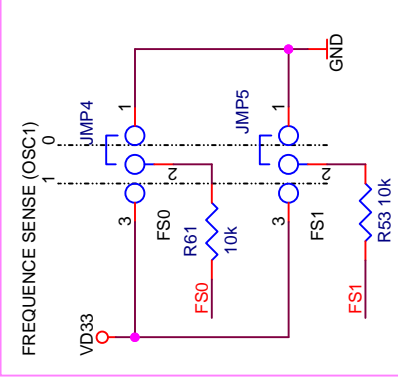 FREQUENCE SENSE (OSC1)
1 0
VD33
JMP4
3 2 1
FS0
R61
10k
FS0
JMP5
3 2 1
FS1
R53 10k
FS1
GND